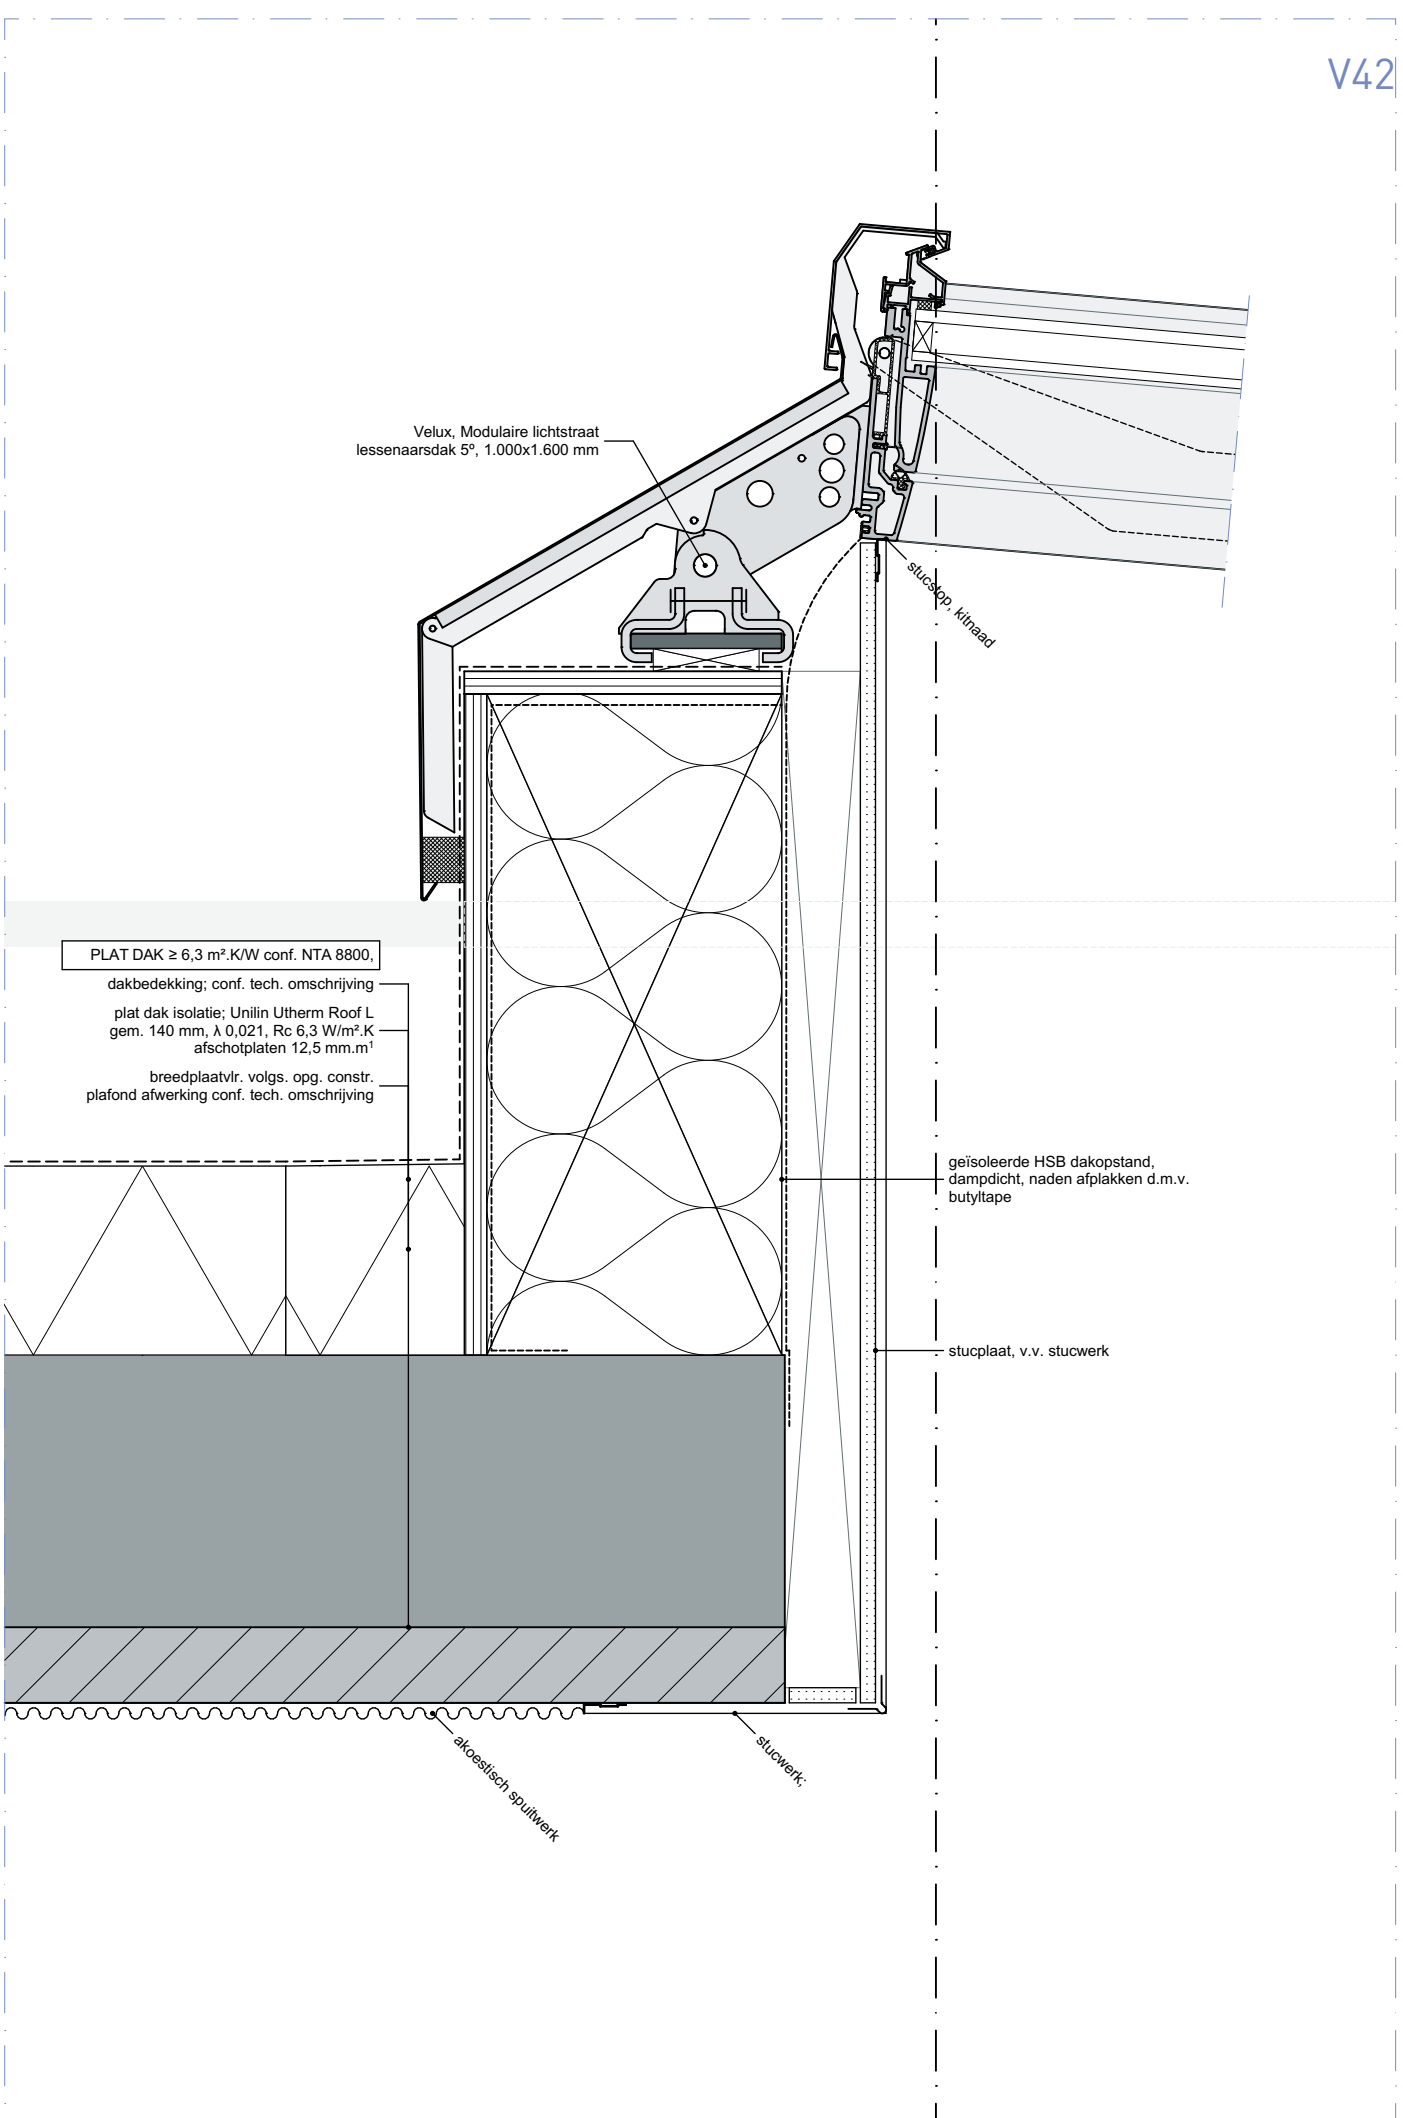 V42
Velux, Modulaire lichtstraat
lessenaarsdak 5º, 1.000x1.600 mm
stucstop, kitnaad
PLAT DAK ≥ 6,3 m².K/W conf. NTA 8800,
dakbedekking; conf. tech. omschrijving
plat dak isolatie; Unilin Utherm Roof L
gem. 140 mm, λ 0,021, Rc 6,3 W/m².K
afschotplaten 12,5 mm.m¹
breedplaatvlr. volgs. opg. constr.
plafond afwerking conf. tech. omschrijving
geïsoleerde HSB dakopstand,
dampdicht, naden afplakken d.m.v.
butyltape
stucplaat, v.v. stucwerk
akoestisch spuitwerk
stucwerk;